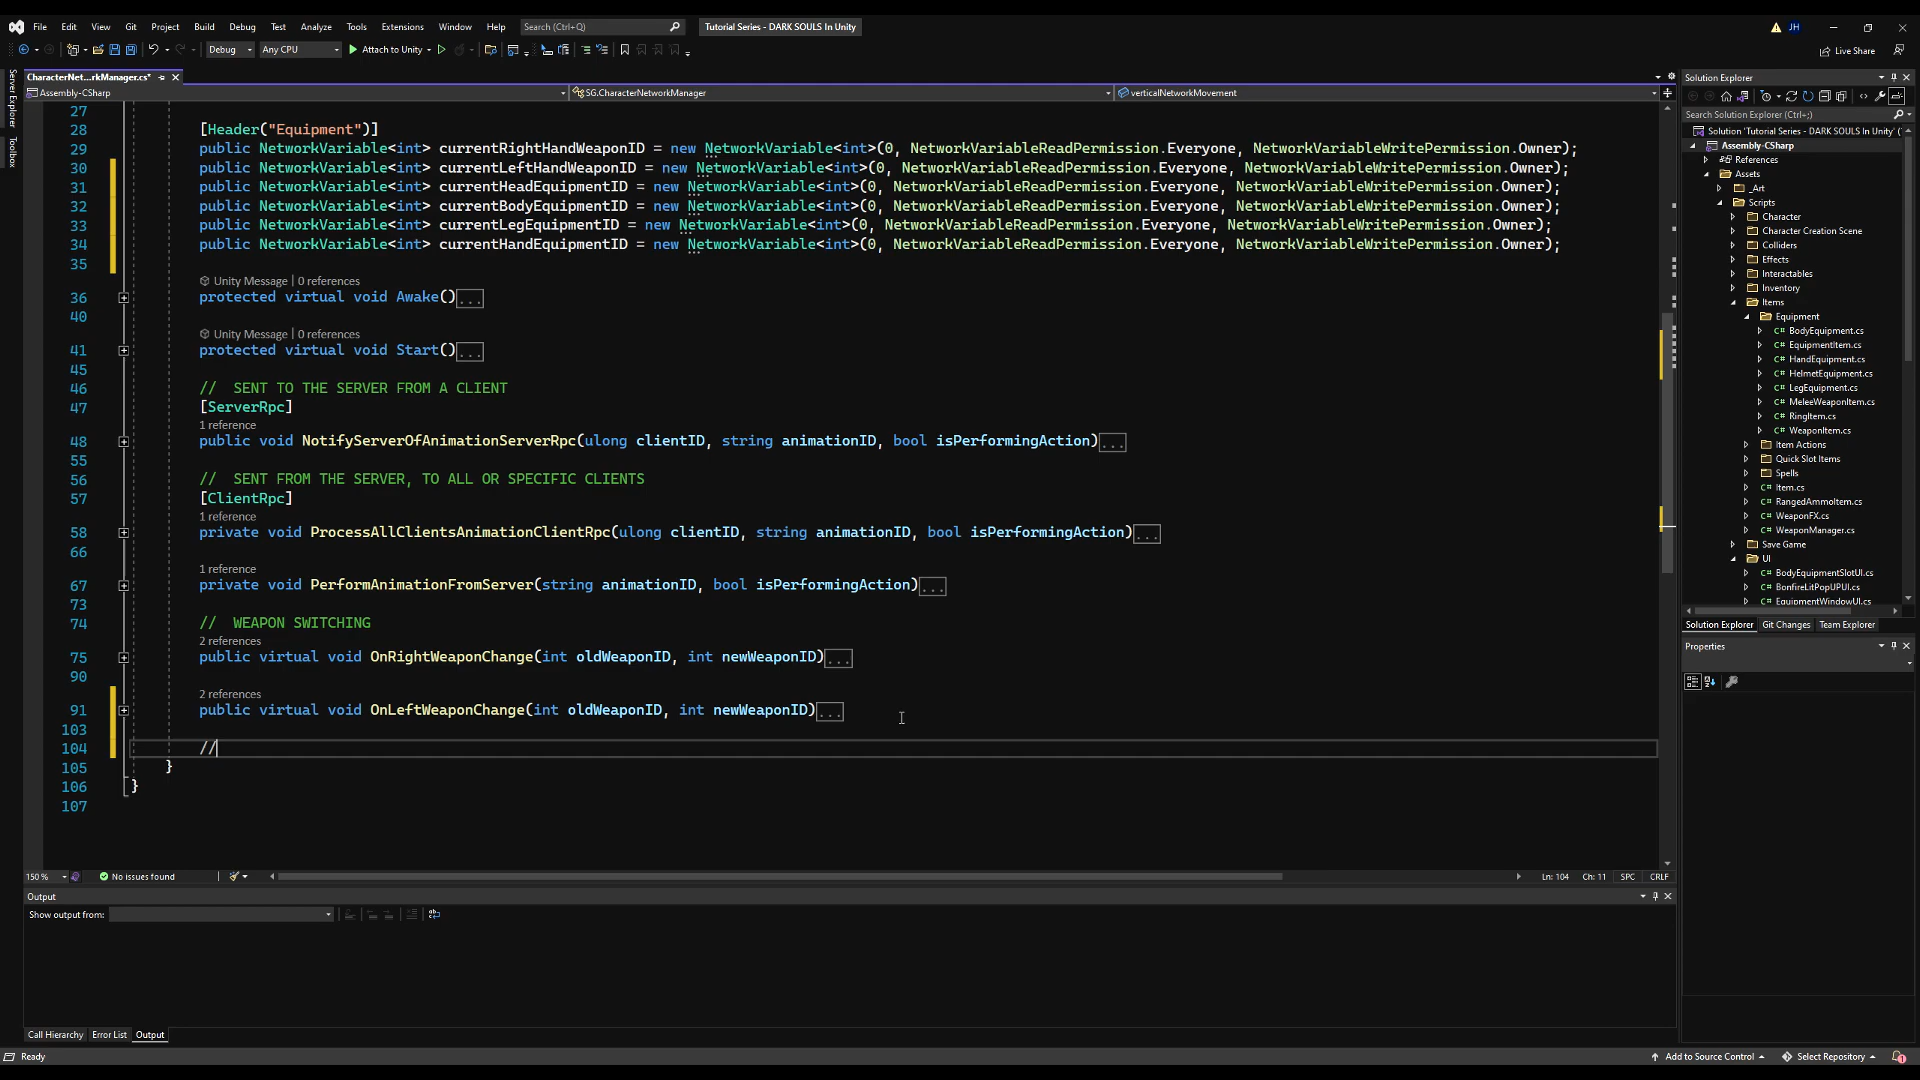 File Edit View Git Project Build Debug Test Analyze Tools Extensions Window Help Search (Ctrl+Q) Tutorial Series - DARK SOULS In Unity JH
Debug Any CPU Attach to Unity Live Share
Server Explorer
Toolbox
CharacterNet...rkManager.cs*
Assembly-CSharp SG.CharacterNetworkManager verticalNetworkMovement
27
28 [Header("Equipment")]
29 public NetworkVariable<int> currentRightHandWeaponID = new NetworkVariable<int>(0, NetworkVariableReadPermission.Everyone, NetworkVariableWritePermission.Owner);
30 public NetworkVariable<int> currentLeftHandWeaponID = new NetworkVariable<int>(0, NetworkVariableReadPermission.Everyone, NetworkVariableWritePermission.Owner);
31 public NetworkVariable<int> currentHeadEquipmentID = new NetworkVariable<int>(0, NetworkVariableReadPermission.Everyone, NetworkVariableWritePermission.Owner);
32 public NetworkVariable<int> currentBodyEquipmentID = new NetworkVariable<int>(0, NetworkVariableReadPermission.Everyone, NetworkVariableWritePermission.Owner);
33 public NetworkVariable<int> currentLegEquipmentID = new NetworkVariable<int>(0, NetworkVariableReadPermission.Everyone, NetworkVariableWritePermission.Owner);
34 public NetworkVariable<int> currentHandEquipmentID = new NetworkVariable<int>(0, NetworkVariableReadPermission.Everyone, NetworkVariableWritePermission.Owner);
35
Unity Message | 0 references
36 protected virtual void Awake()...
40
Unity Message | 0 references
41 protected virtual void Start()...
45
46 // SENT TO THE SERVER FROM A CLIENT
47 [ServerRpc]
1 reference
48 public void NotifyServerOfAnimationServerRpc(ulong clientID, string animationID, bool isPerformingAction)...
55
56 // SENT FROM THE SERVER, TO ALL OR SPECIFIC CLIENTS
57 [ClientRpc]
1 reference
58 private void ProcessAllClientsAnimationClientRpc(ulong clientID, string animationID, bool isPerformingAction)...
66
1 reference
67 private void PerformAnimationFromServer(string animationID, bool isPerformingAction)...
73
74 // WEAPON SWITCHING
2 references
75 public virtual void OnRightWeaponChange(int oldWeaponID, int newWeaponID)...
90
2 references
91 public virtual void OnLeftWeaponChange(int oldWeaponID, int newWeaponID)...
103
104 //
105 }
106 }
107
150 % No issues found Ln: 104 Ch: 11 SPC CRLF
Output
Show output from:
Call Hierarchy Error List Output
Ready Add to Source Control Select Repository 1
Solution Explorer
Search Solution Explorer (Ctrl+;)
Solution 'Tutorial Series - DARK SOULS In Unity' (
Assembly-CSharp
References
Assets
_Art
Scripts
Character
Character Creation Scene
Colliders
Effects
Interactables
Inventory
Items
Equipment
C# BodyEquipment.cs
C# EquipmentItem.cs
C# HandEquipment.cs
C# HelmetEquipment.cs
C# LegEquipment.cs
C# MeleeWeaponItem.cs
C# RingItem.cs
C# WeaponItem.cs
Item Actions
Quick Slot Items
Spells
C# Item.cs
C# RangedAmmoItem.cs
C# WeaponFX.cs
C# WeaponManager.cs
Save Game
UI
C# BodyEquipmentSlotUI.cs
C# BonfireLitPopUPUI.cs
C# EquipmentWindowUI.cs
Solution Explorer Git Changes Team Explorer
Properties